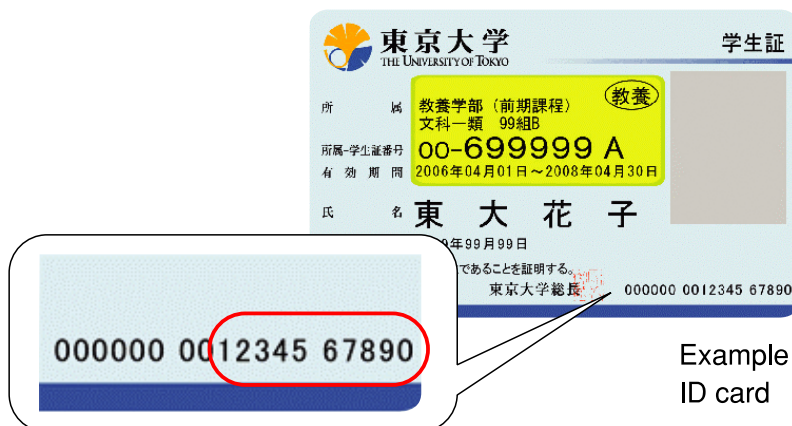 東京大学
THE UNIVERSITY OF TOKYO
学生証
所属
教養学部(前期課程)
教養
文科一類 99組B
所属-学生証番号
00-699999 A
有効期間
2006年04月01日~2008年04月30日
氏名
東大花子
年99月99日
であることを証明する。
東京大学総長
000000 0012345 67890
000000 0012345 67890
Example
ID card